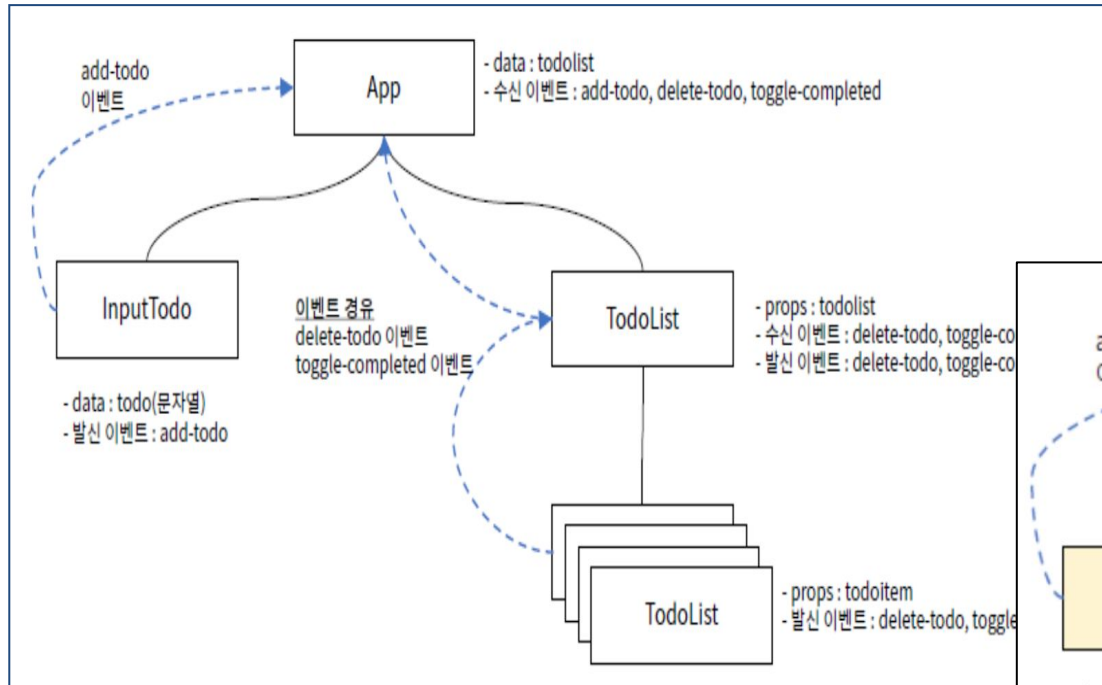 add-todo
이벤트
App
- data : todolist
- 수신 이벤트 : add-todo, delete-todo, toggle-completed
InputTodo
- data : todo(문자열)
- 발신 이벤트 : add-todo
이벤트 경유
delete-todo 이벤트
toggle-completed 이벤트
TodoList
- props : todolist
- 수신 이벤트 : delete-todo, toggle-co
- 발신 이벤트 : delete-todo, toggle-co
TodoList
- props : todoitem
- 발신 이벤트 : delete-todo, toggle